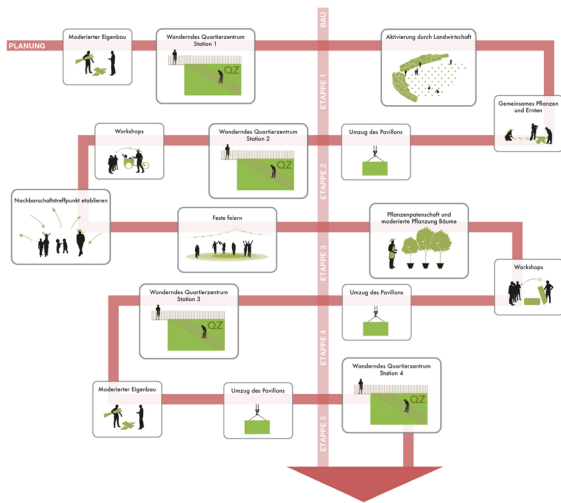 BAU
PLANUNG
Moderierter Eigenbau
Wanderndes Quartierzentrum
Station 1
QZ
ETAPPE 1
Aktivierung durch Landwirtschaft
Gemeinsames Pflanzen
und Ernten
Umzug des Pavillons
Wanderndes Quartierzentrum
Station 2
QZ
Workshops
ETAPPE 2
Nachbarschaftstreffpunkt etablieren
Feste feiern
ETAPPE 3
Pflanzenpatenschaft und
moderierte Pflanzung Bäume
Workshops
Umzug des Pavillons
Wanderndes Quartierzentrum
Station 3
QZ
ETAPPE 4
Moderierter Eigenbau
Umzug des Pavillons
ETAPPE 5
Wanderndes Quartierzentrum
Station 4
QZ